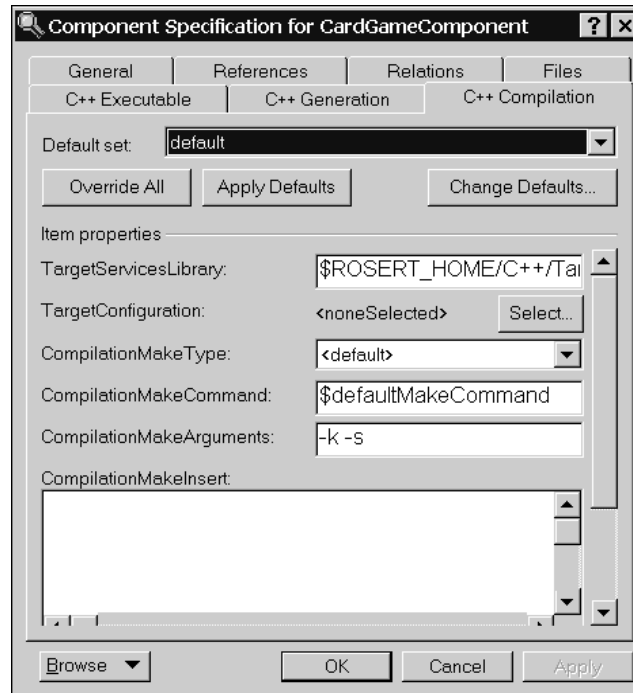 Component Specification for CardGameComponent ? ×
General References Relations Files
C++ Executable C++ Generation C++ Compilation
Default set: default
Override All Apply Defaults Change Defaults...
Item properties
TargetServicesLibrary: $ROSERT_HOME/C++/Tar
TargetConfiguration: <noneSelected> Select...
CompilationMakeType: <default>
CompilationMakeCommand: $defaultMakeCommand
CompilationMakeArguments: -k -s
CompilationMakeInsert:
Browse OK Cancel Apply